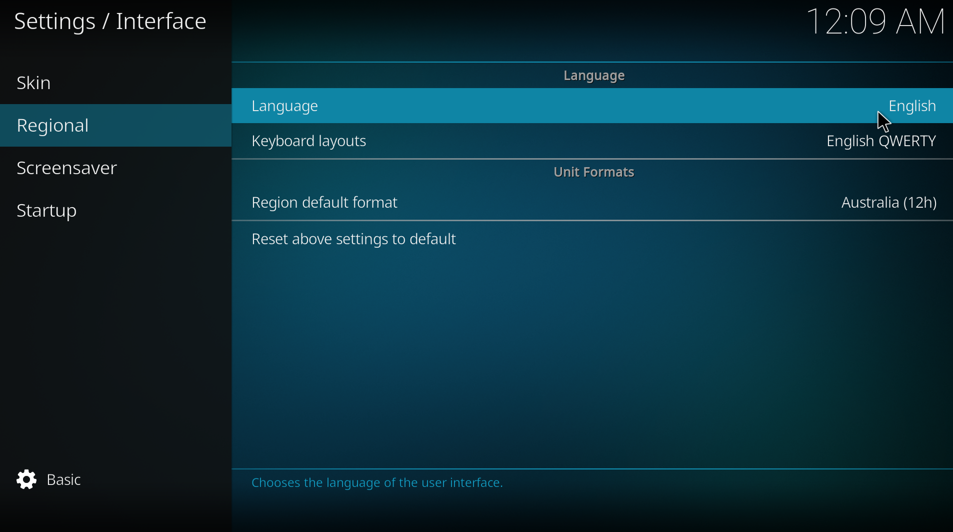 Settings / Interface
12:09 AM
Skin
Regional
Screensaver
Startup
Basic
Language
Language English
Keyboard layouts English QWERTY
Unit Formats
Region default format Australia (12h)
Reset above settings to default
Chooses the language of the user interface.